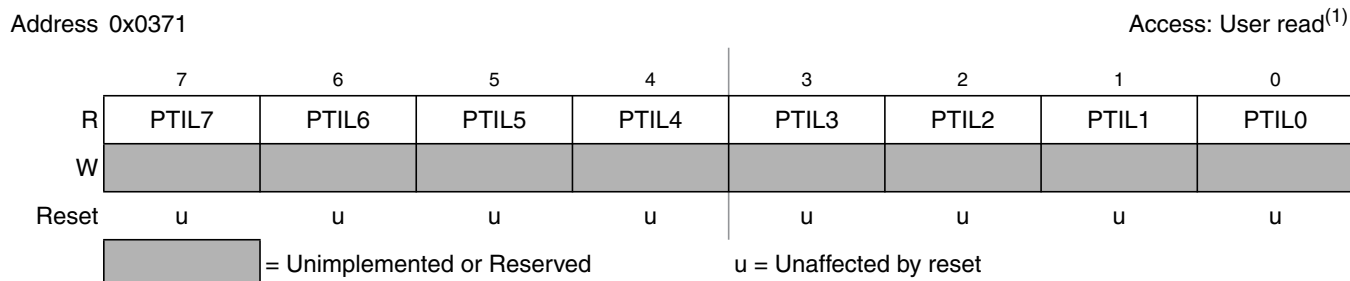 Address 0x0371 Access: User read(1)
7 6 5 4 3 2 1 0
R PTIL7 PTIL6 PTIL5 PTIL4 PTIL3 PTIL2 PTIL1 PTIL0
W
Reset u u u u u u u u
= Unimplemented or Reserved u = Unaffected by reset